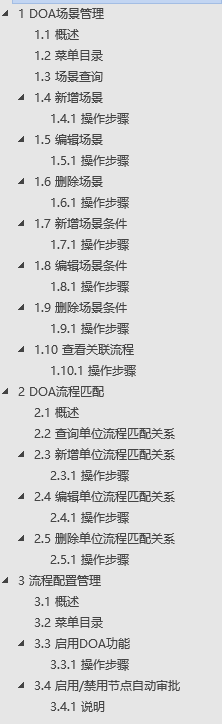 1 DOA场景管理
1.1 概述
1.2 菜单目录
1.3 场景查询
1.4 新增场景
1.4.1 操作步骤
1.5 编辑场景
1.5.1 操作步骤
1.6 删除场景
1.6.1 操作步骤
1.7 新增场景条件
1.7.1 操作步骤
1.8 编辑场景条件
1.8.1 操作步骤
1.9 删除场景条件
1.9.1 操作步骤
1.10 查看关联流程
1.10.1 操作步骤
2 DOA流程匹配
2.1 概述
2.2 查询单位流程匹配关系
2.3 新增单位流程匹配关系
2.3.1 操作步骤
2.4 编辑单位流程匹配关系
2.4.1 操作步骤
2.5 删除单位流程匹配关系
2.5.1 操作步骤
3 流程配置管理
3.1 概述
3.2 菜单目录
3.3 启用DOA功能
3.3.1 操作步骤
3.4 启用/禁用节点自动审批
3.4.1 说明